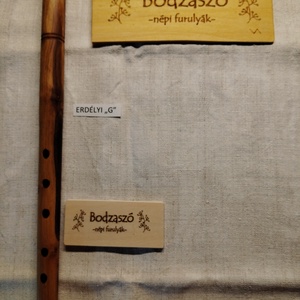 Bodzaszó
-népi furulyák-
ERDÉLYI „G”
Bodzaszó
-népi furulyák-